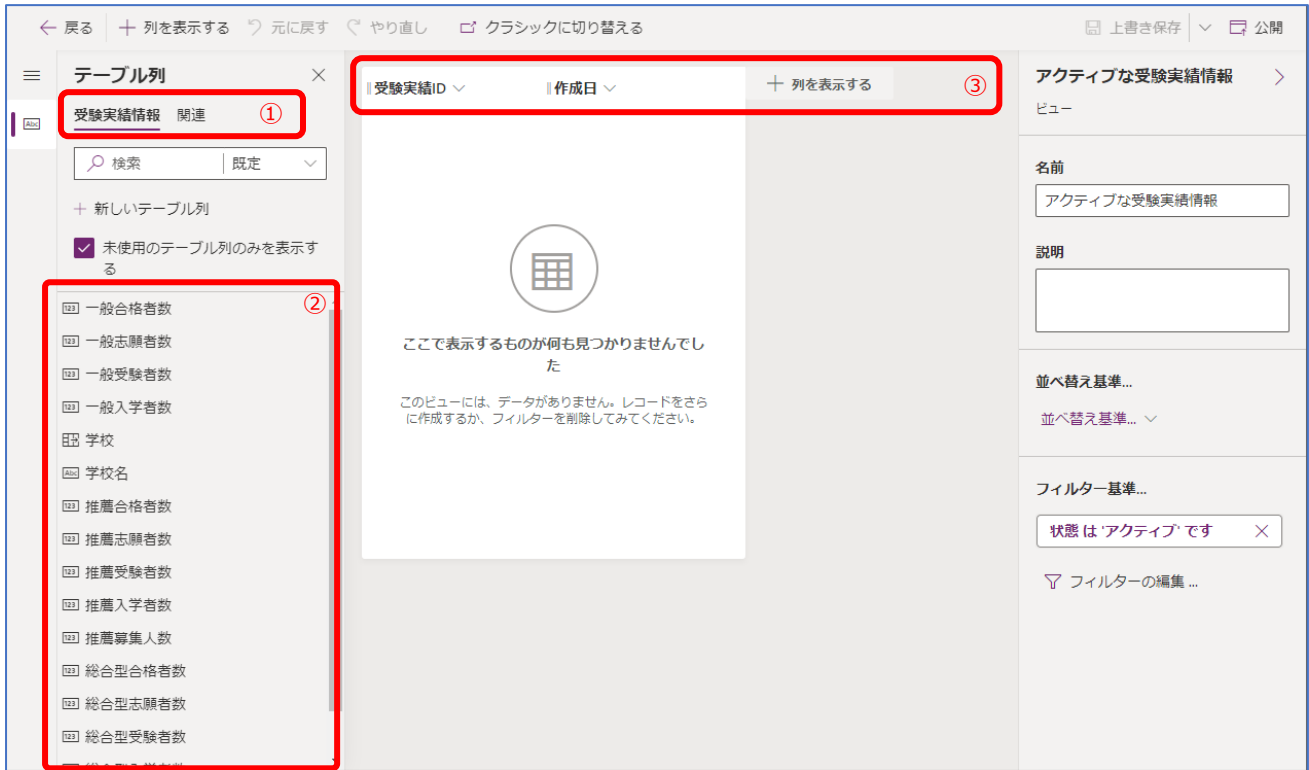 ← 戻る
＋ 列を表示する
元に戻す
やり直し
クラシックに切り替える
上書き保存
公開
テーブル列
受験実績情報 関連 ①
Abc
検索 既定
＋ 新しいテーブル列
未使用のテーブル列のみを表示す
る
②
123 一般合格者数
123 一般志願者数
123 一般受験者数
123 一般入学者数
学校
Abc 学校名
123 推薦合格者数
123 推薦志願者数
123 推薦受験者数
123 推薦入学者数
123 推薦募集人数
123 総合型合格者数
123 総合型志願者数
123 総合型受験者数
受験実績ID 作成日 ＋ 列を表示する ③
ここで表示するものが何も見つかりませんでし
た
このビューには、データがありません。レコードをさら
に作成するか、フィルターを削除してみてください。
アクティブな受験実績情報
ビュー
名前
アクティブな受験実績情報
説明
並べ替え基準...
並べ替え基準...
フィルター基準...
状態 は 'アクティブ' です
フィルターの編集 ...